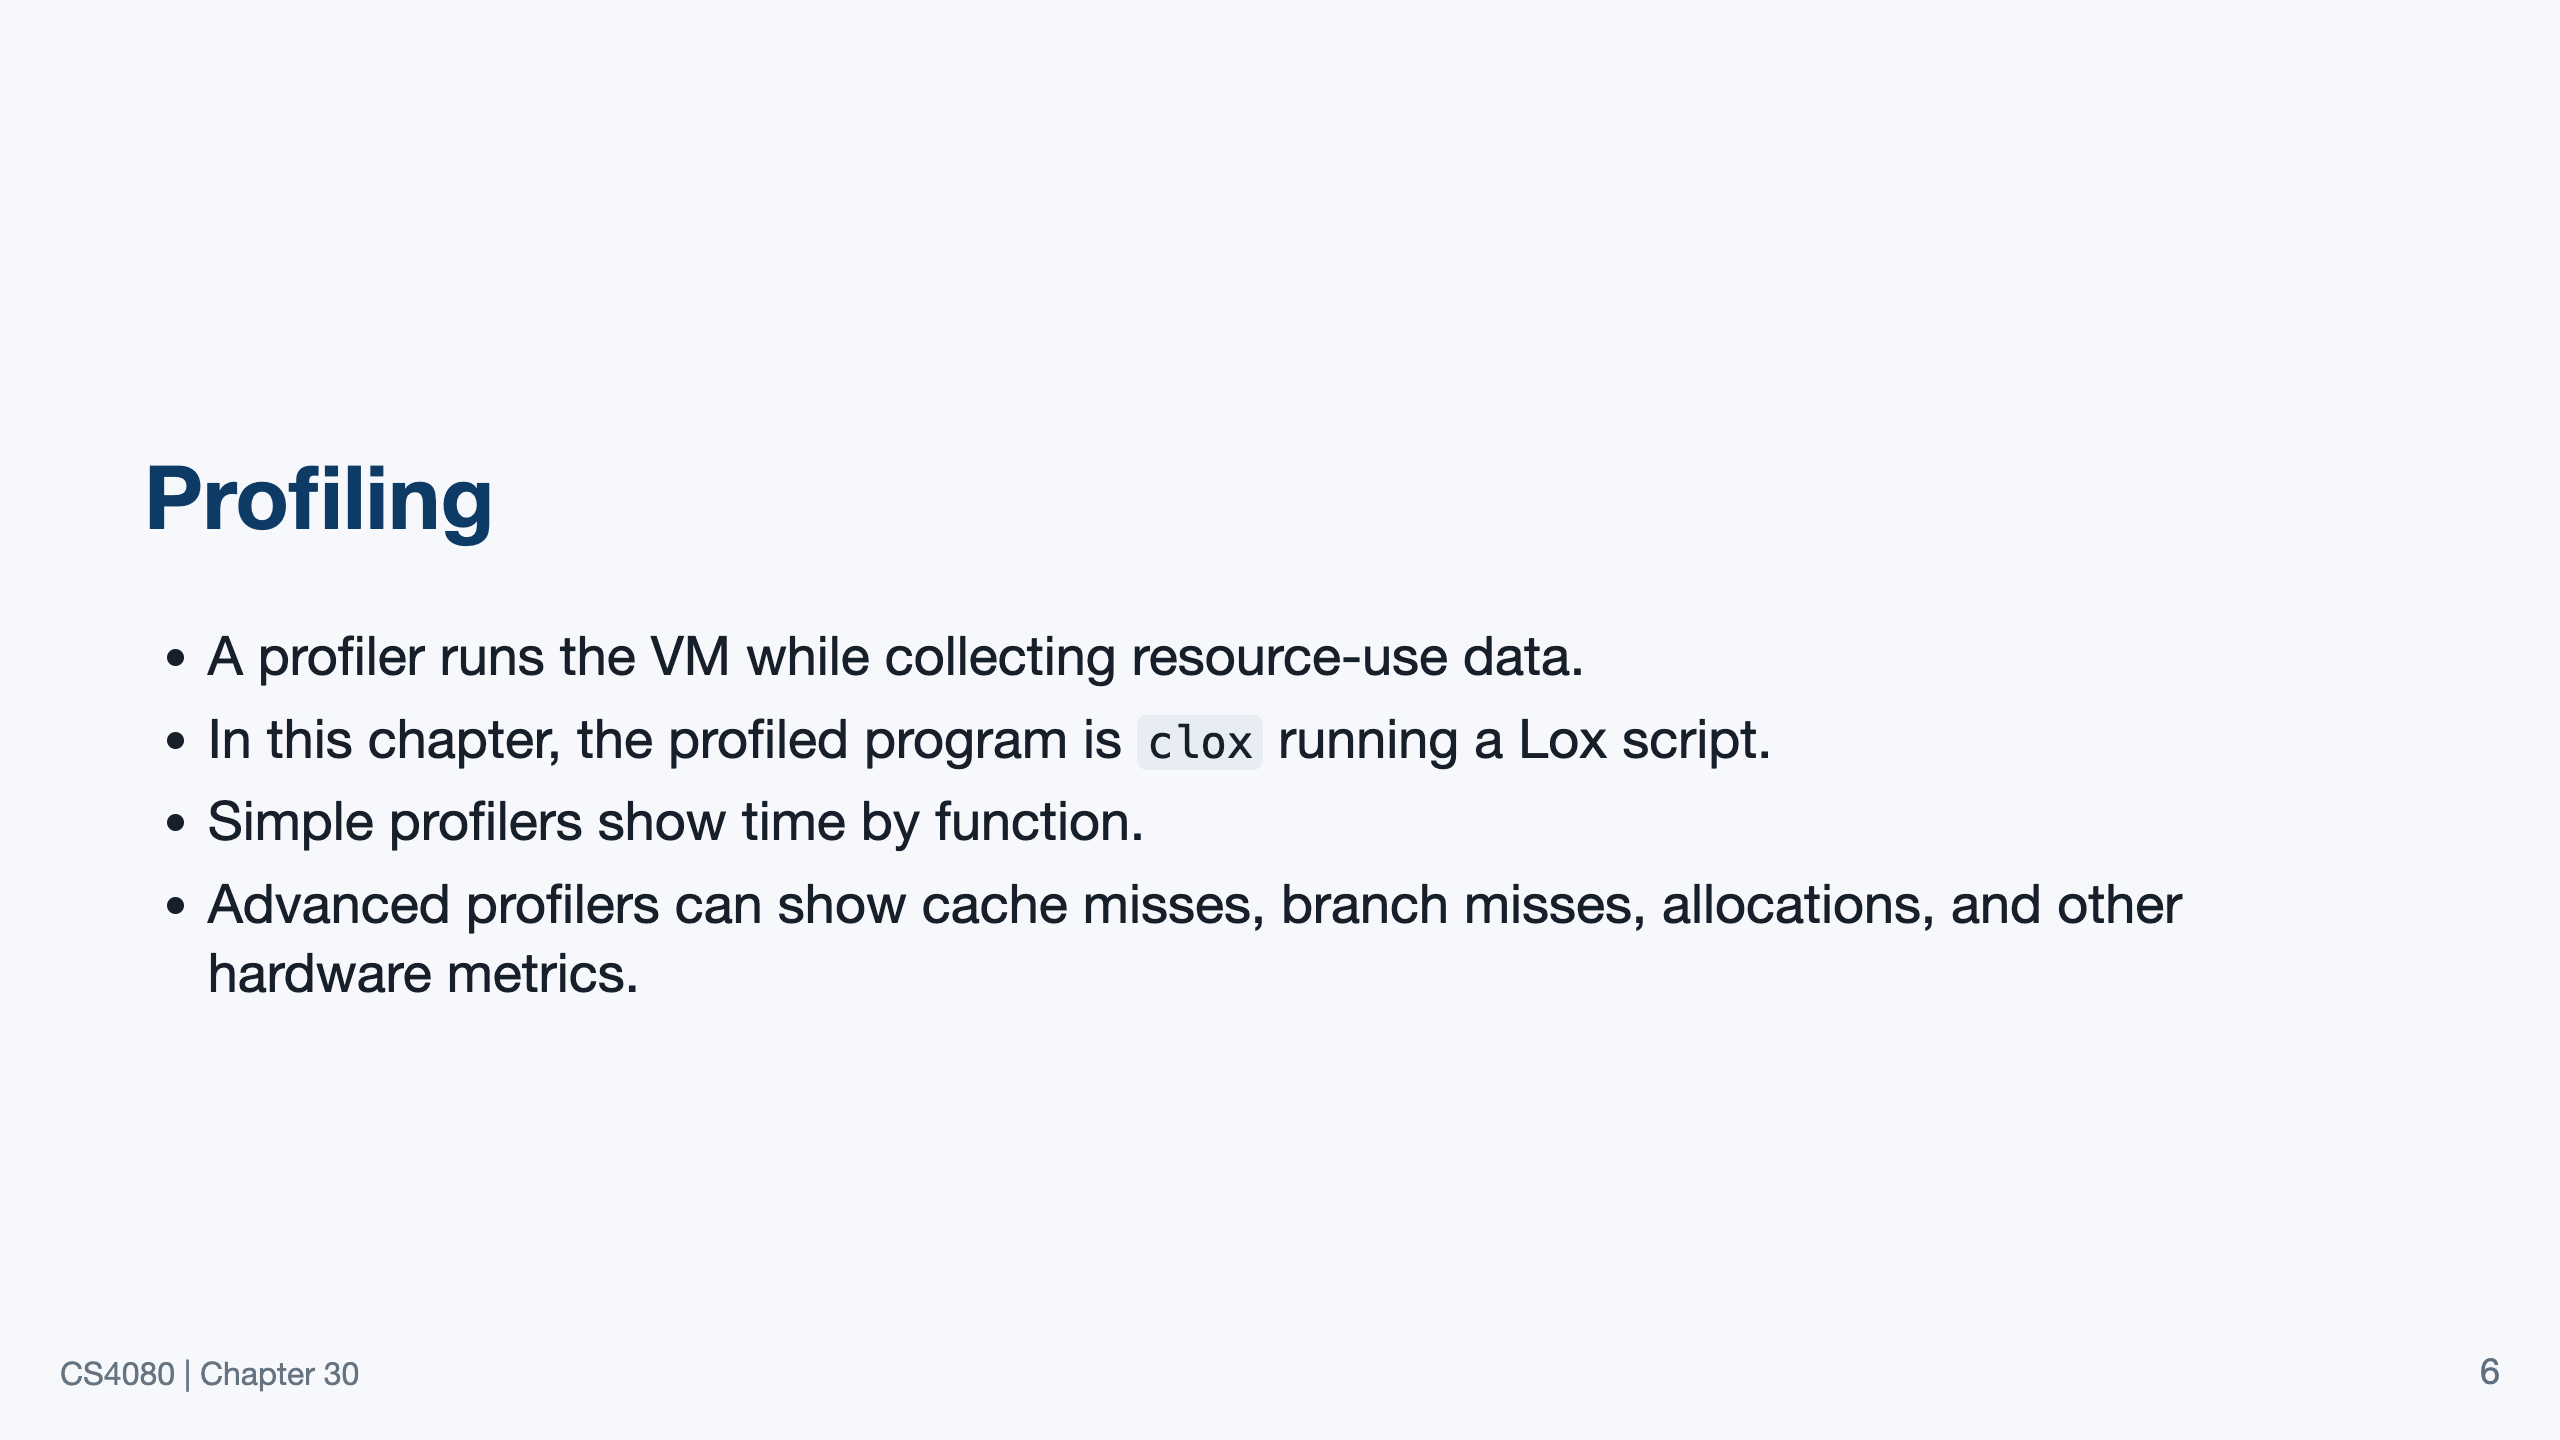 Profiling
• A profiler runs the VM while collecting resource-use data.
• In this chapter, the profiled program is clox running a Lox script.
• Simple profilers show time by function.
• Advanced profilers can show cache misses, branch misses, allocations, and other
hardware metrics.
CS4080 | Chapter 30
6